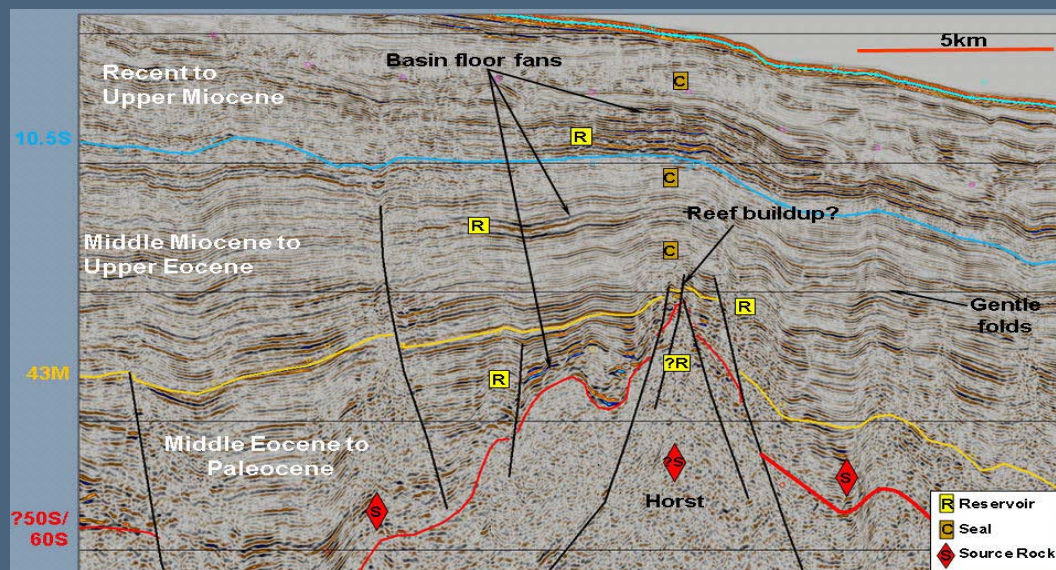 5km
Basin floor fans
Recent to
Upper Miocene
C
R
10.5S
C
Reef buildup?
R
Middle Miocene to
Upper Eocene
C
R
Gentle
folds
?R
43M
R
Middle Eocene to
Paleocene
?S
S
Horst
S
?50S/
60S
R Reservoir
C Seal
S Source Rock